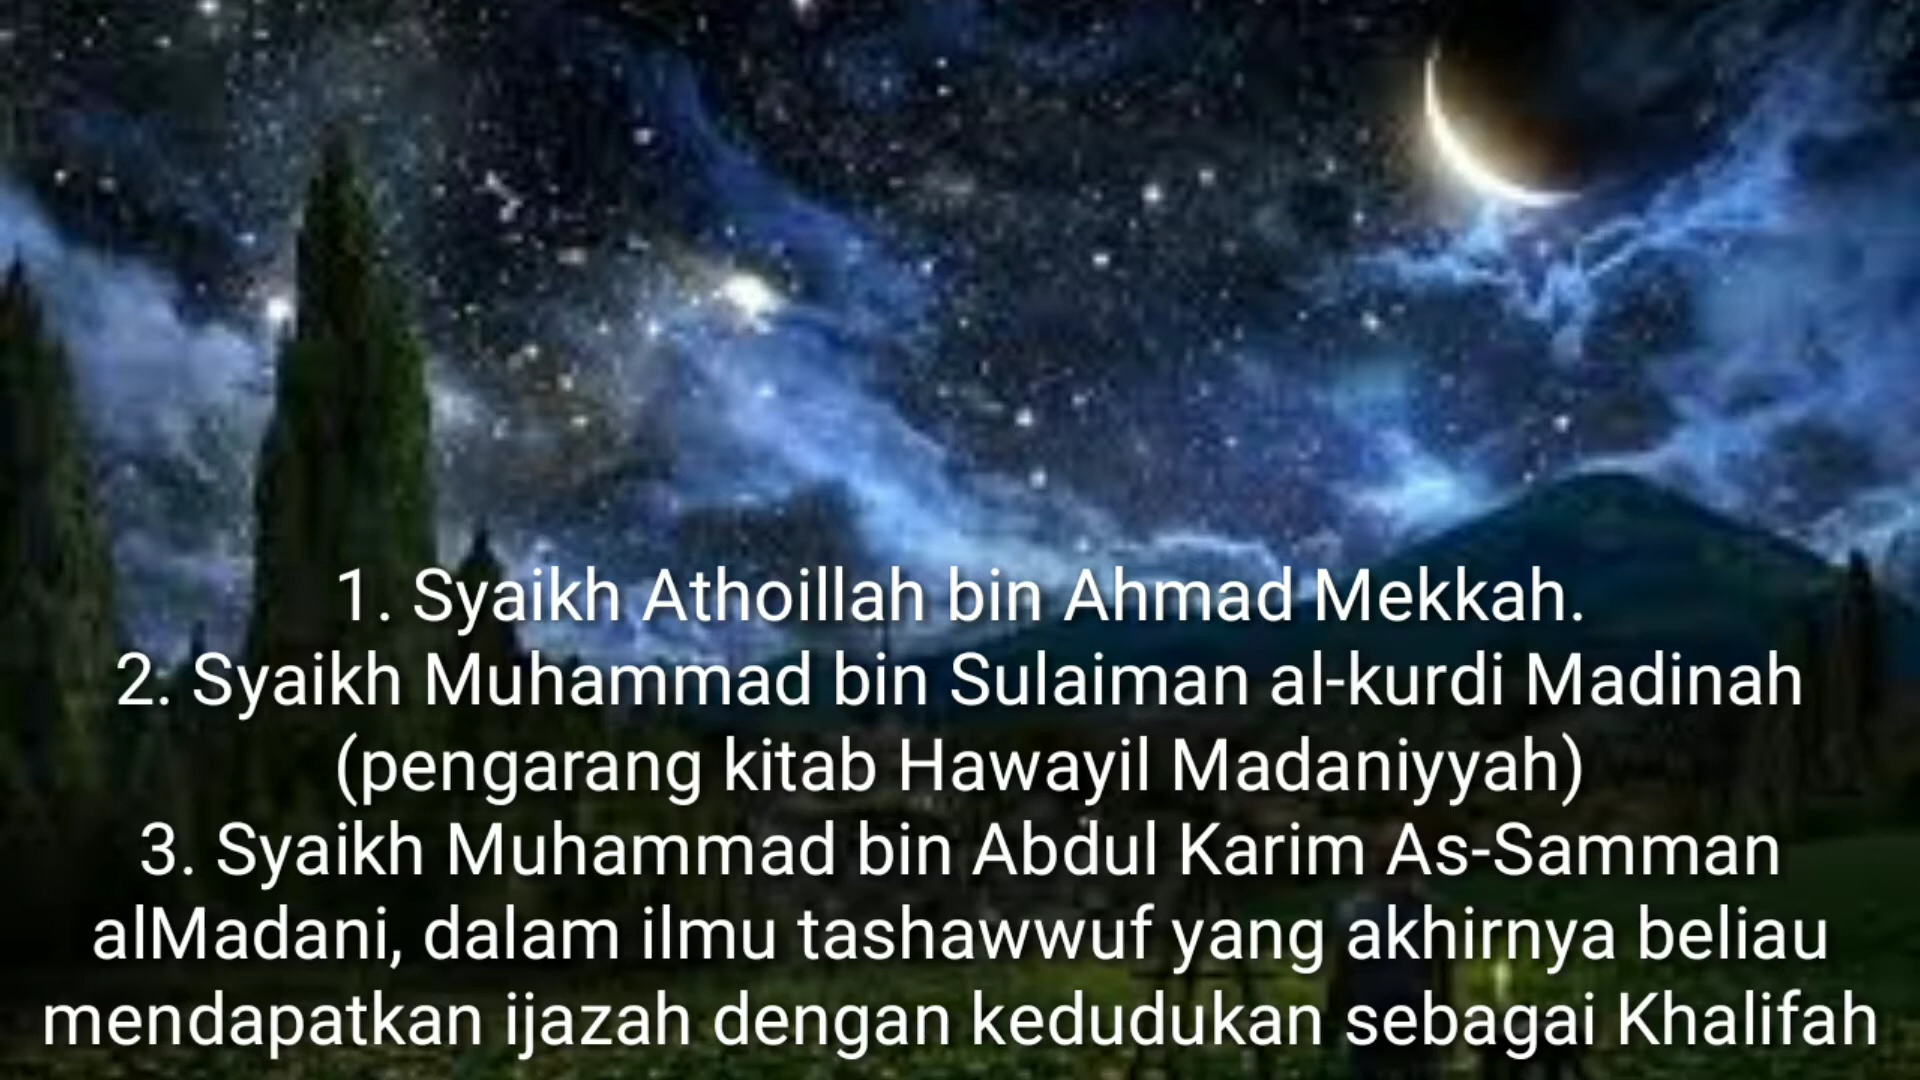 1. Syaikh Athoillah bin Ahmad Mekkah.
2. Syaikh Muhammad bin Sulaiman al-kurdi Madinah
(pengarang kitab Hawayil Madaniyyah)
3. Syaikh Muhammad bin Abdul Karim As-Samman
alMadani, dalam ilmu tashawwuf yang akhirnya beliau
mendapatkan ijazah dengan kedudukan sebagai Khalifah